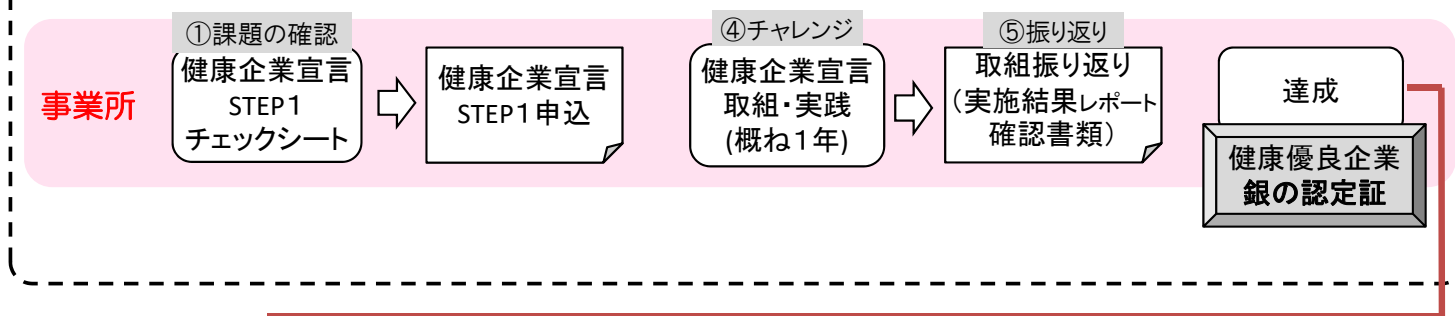 事業所
①課題の確認
健康企業宣言
STEP1
チェックシート
健康企業宣言
STEP1申込
④チャレンジ
健康企業宣言
取組・実践
(概ね1年)
⑤振り返り
取組振り返り
（実施結果レポート
確認書類）
達成
健康優良企業
銀の認定証